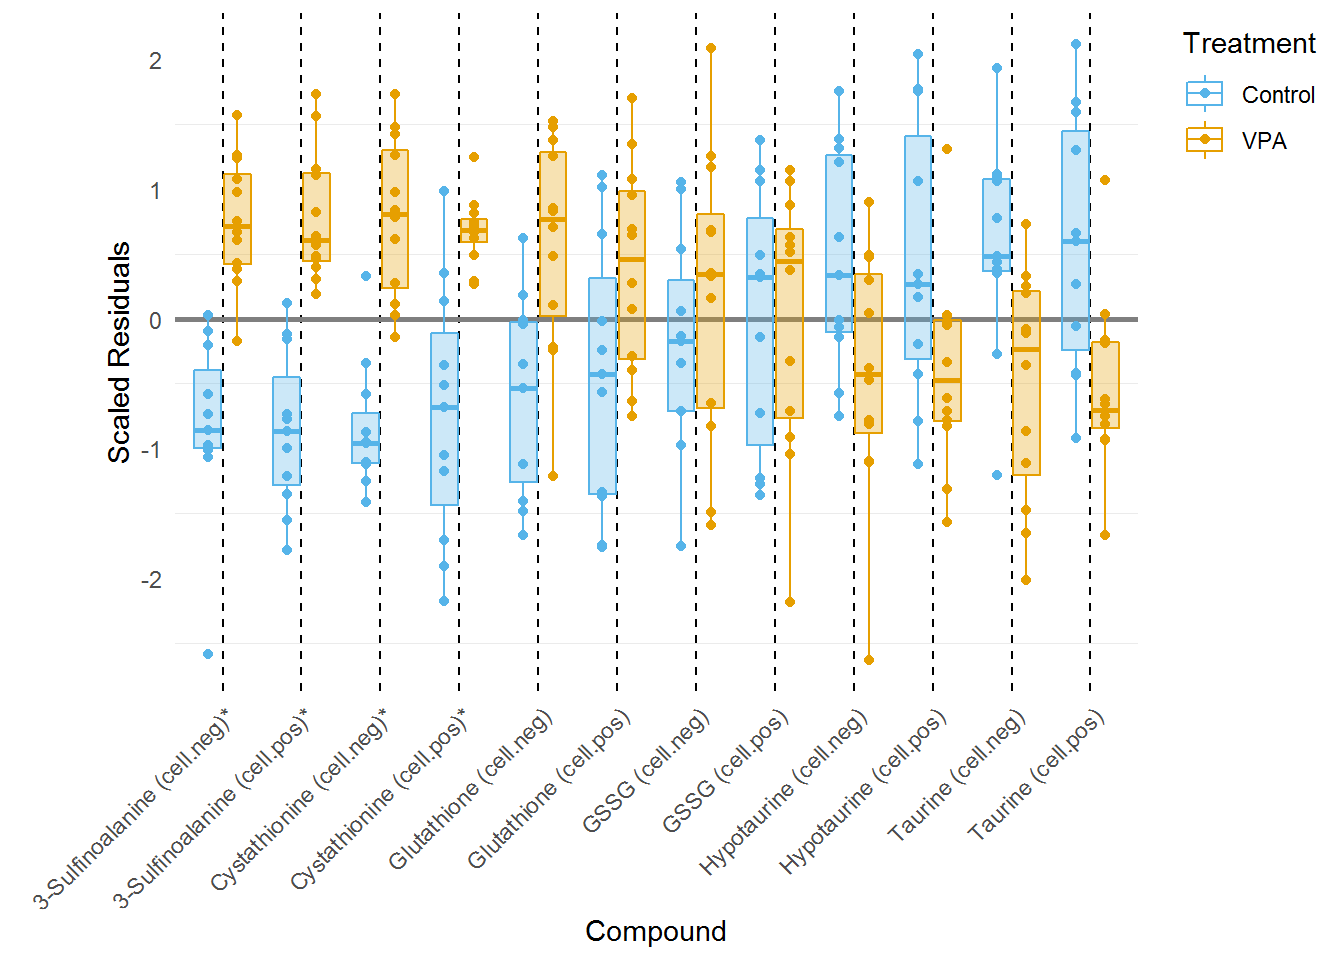 Treatment
Control
VPA
Scaled Residuals
2
1
0
-1
-2
3-Sulfinoalanine (cell.neg)*
3-Sulfinoalanine (cell.pos)*
Cystathionine (cell.neg)*
Cystathionine (cell.pos)*
Glutathione (cell.neg)
Glutathione (cell.pos)
GSSG (cell.neg)
GSSG (cell.pos)
Hypotaurine (cell.neg)
Hypotaurine (cell.pos)
Taurine (cell.neg)
Taurine (cell.pos)
Compound